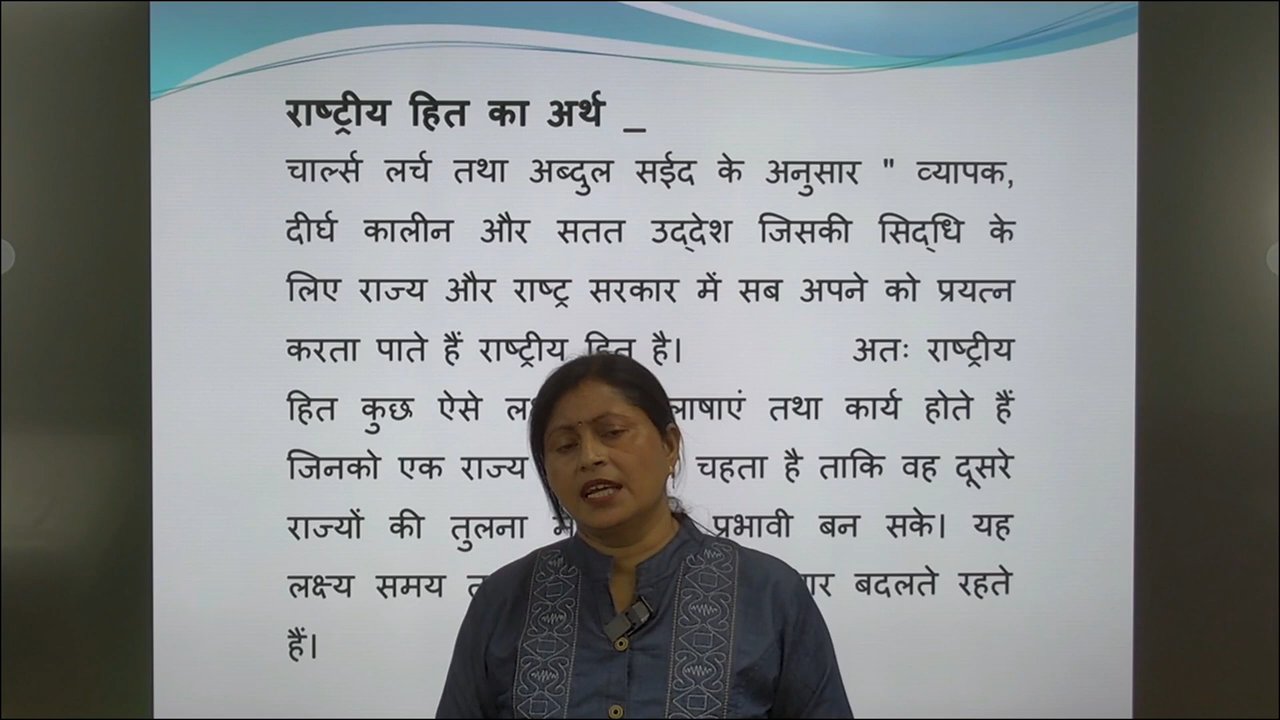 राष्ट्रीय हित का अर्थ _
चार्ल्स लर्च तथा अब्दुल सईद के अनुसार " व्यापक,
दीर्घ कालीन और सतत उद्देश जिसकी सिद्धि के
लिए राज्य और राष्ट्र सरकार में सब अपने को प्रयत्न
करता पाते हैं राष्ट्रीय हित है। अतः राष्ट्रीय
हित कुछ ऐसे तथा कार्य होते हैं
जिनको एक राज्य चहता है ताकि वह दूसरे
राज्यों की तुलना प्रभावी बन सके। यह
लक्ष्य समय बदलते रहते
हैं।